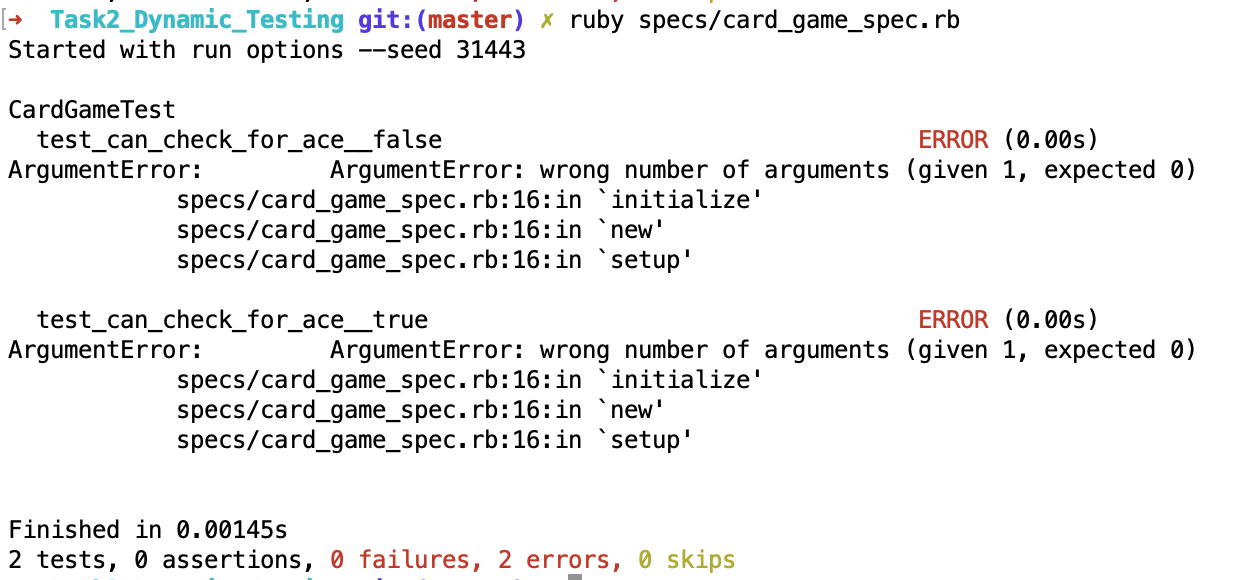 → Task2_Dynamic_Testing git:(master) ✗ ruby specs/card_game_spec.rb
Started with run options --seed 31443
CardGameTest
test_can_check_for_ace__false ERROR (0.00s)
ArgumentError: ArgumentError: wrong number of arguments (given 1, expected 0)
specs/card_game_spec.rb:16:in `initialize'
specs/card_game_spec.rb:16:in `new'
specs/card_game_spec.rb:16:in `setup'
test_can_check_for_ace__true ERROR (0.00s)
ArgumentError: ArgumentError: wrong number of arguments (given 1, expected 0)
specs/card_game_spec.rb:16:in `initialize'
specs/card_game_spec.rb:16:in `new'
specs/card_game_spec.rb:16:in `setup'
Finished in 0.00145s
2 tests, 0 assertions, 0 failures, 2 errors, 0 skips